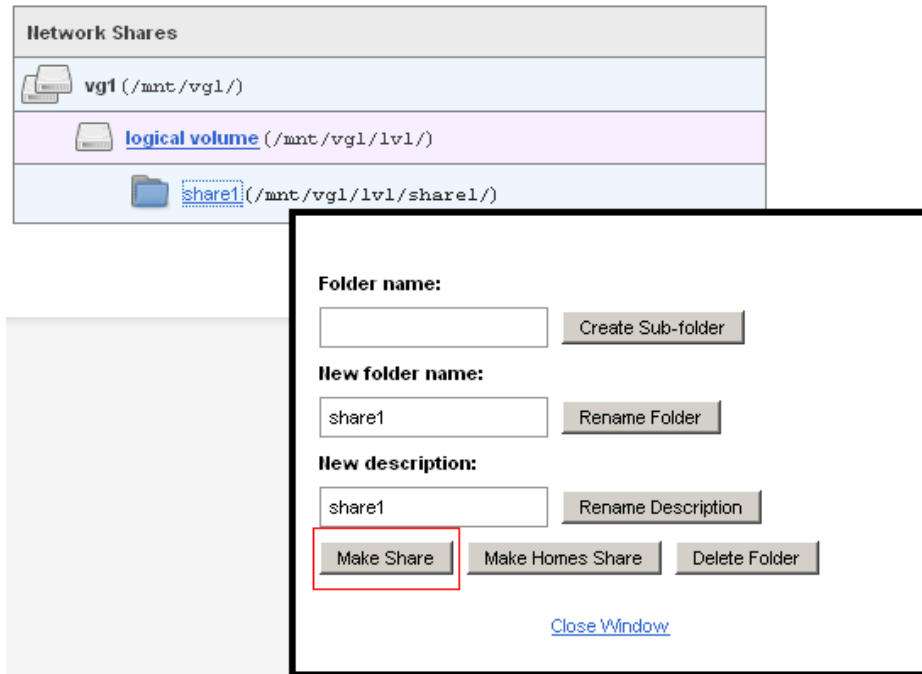 Network Shares
vg1 (/mnt/vg1/)
logical volume (/mnt/vg1/lv1/)
share1 (/mnt/vg1/lv1/share1/)
Folder name:
Create Sub-folder
New folder name:
share1 Rename Folder
New description:
share1 Rename Description
Make Share Make Homes Share Delete Folder
Close Window